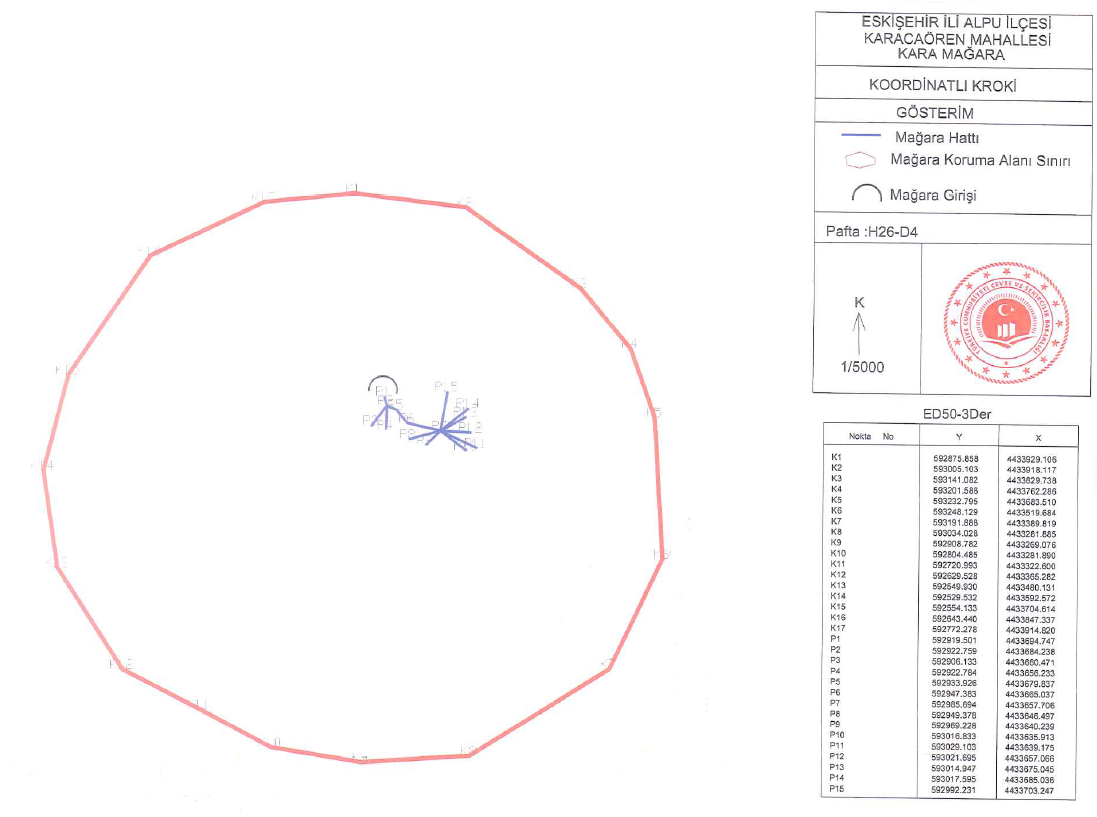 ESKİŞEHİR İLİ ALPU İLÇESİ
KARACAÖREN MAHALLESİ
KARA MAĞARA
KOORDİNATLI KROKİ
GÖSTERİM
Mağara Hattı
Mağara Koruma Alanı Sınırı
Mağara Girişi
Pafta :H26-D4
K
1/5000
ED50-3Der
Nokta No Y X
K1 592875.858 4433929.106
K2 593005.103 4433918.117
K3 593141.082 4433829.738
K4 593201.586 4433762.286
K5 593232.795 4433683.510
K6 593248.129 4433519.684
K7 593191.888 4433389.819
K8 593034.028 4433281.885
K9 592908.782 4433269.076
K10 592804.485 4433281.890
K11 592720.993 4433322.600
K12 592629.528 4433365.282
K13 592549.930 4433480.131
K14 592529.532 4433592.572
K15 592554.133 4433704.614
K16 592643.440 4433847.337
K17 592772.278 4433914.820
P1 592919.501 4433694.747
P2 592922.759 4433684.238
P3 592906.133 4433660.471
P4 592922.784 4433656.233
P5 592933.926 4433679.837
P6 592947.383 4433665.037
P7 592985.694 4433657.706
P8 592949.378 4433646.497
P9 592969.228 4433640.239
P10 593016.833 4433635.913
P11 593029.103 4433639.175
P12 593021.695 4433657.066
P13 593014.947 4433675.045
P14 593017.595 4433685.036
P15 592992.231 4433703.247